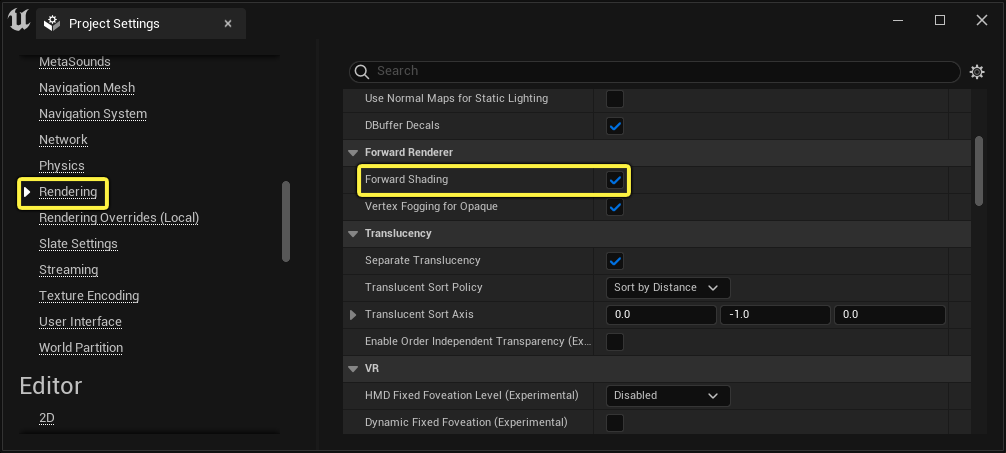 Project Settings
MetaSounds
Navigation Mesh
Navigation System
Network
Physics
Rendering
Rendering Overrides (Local)
Slate Settings
Streaming
Texture Encoding
User Interface
World Partition
Editor
2D
Search
Use Normal Maps for Static Lighting
DBuffer Decals
Forward Renderer
Forward Shading
Vertex Fogging for Opaque
Translucency
Separate Translucency
Translucent Sort Policy Sort by Distance
Translucent Sort Axis 0.0 -1.0 0.0
Enable Order Independent Transparency (Ex...
VR
HMD Fixed Foveation Level (Experimental) Disabled
Dynamic Fixed Foveation (Experimental)